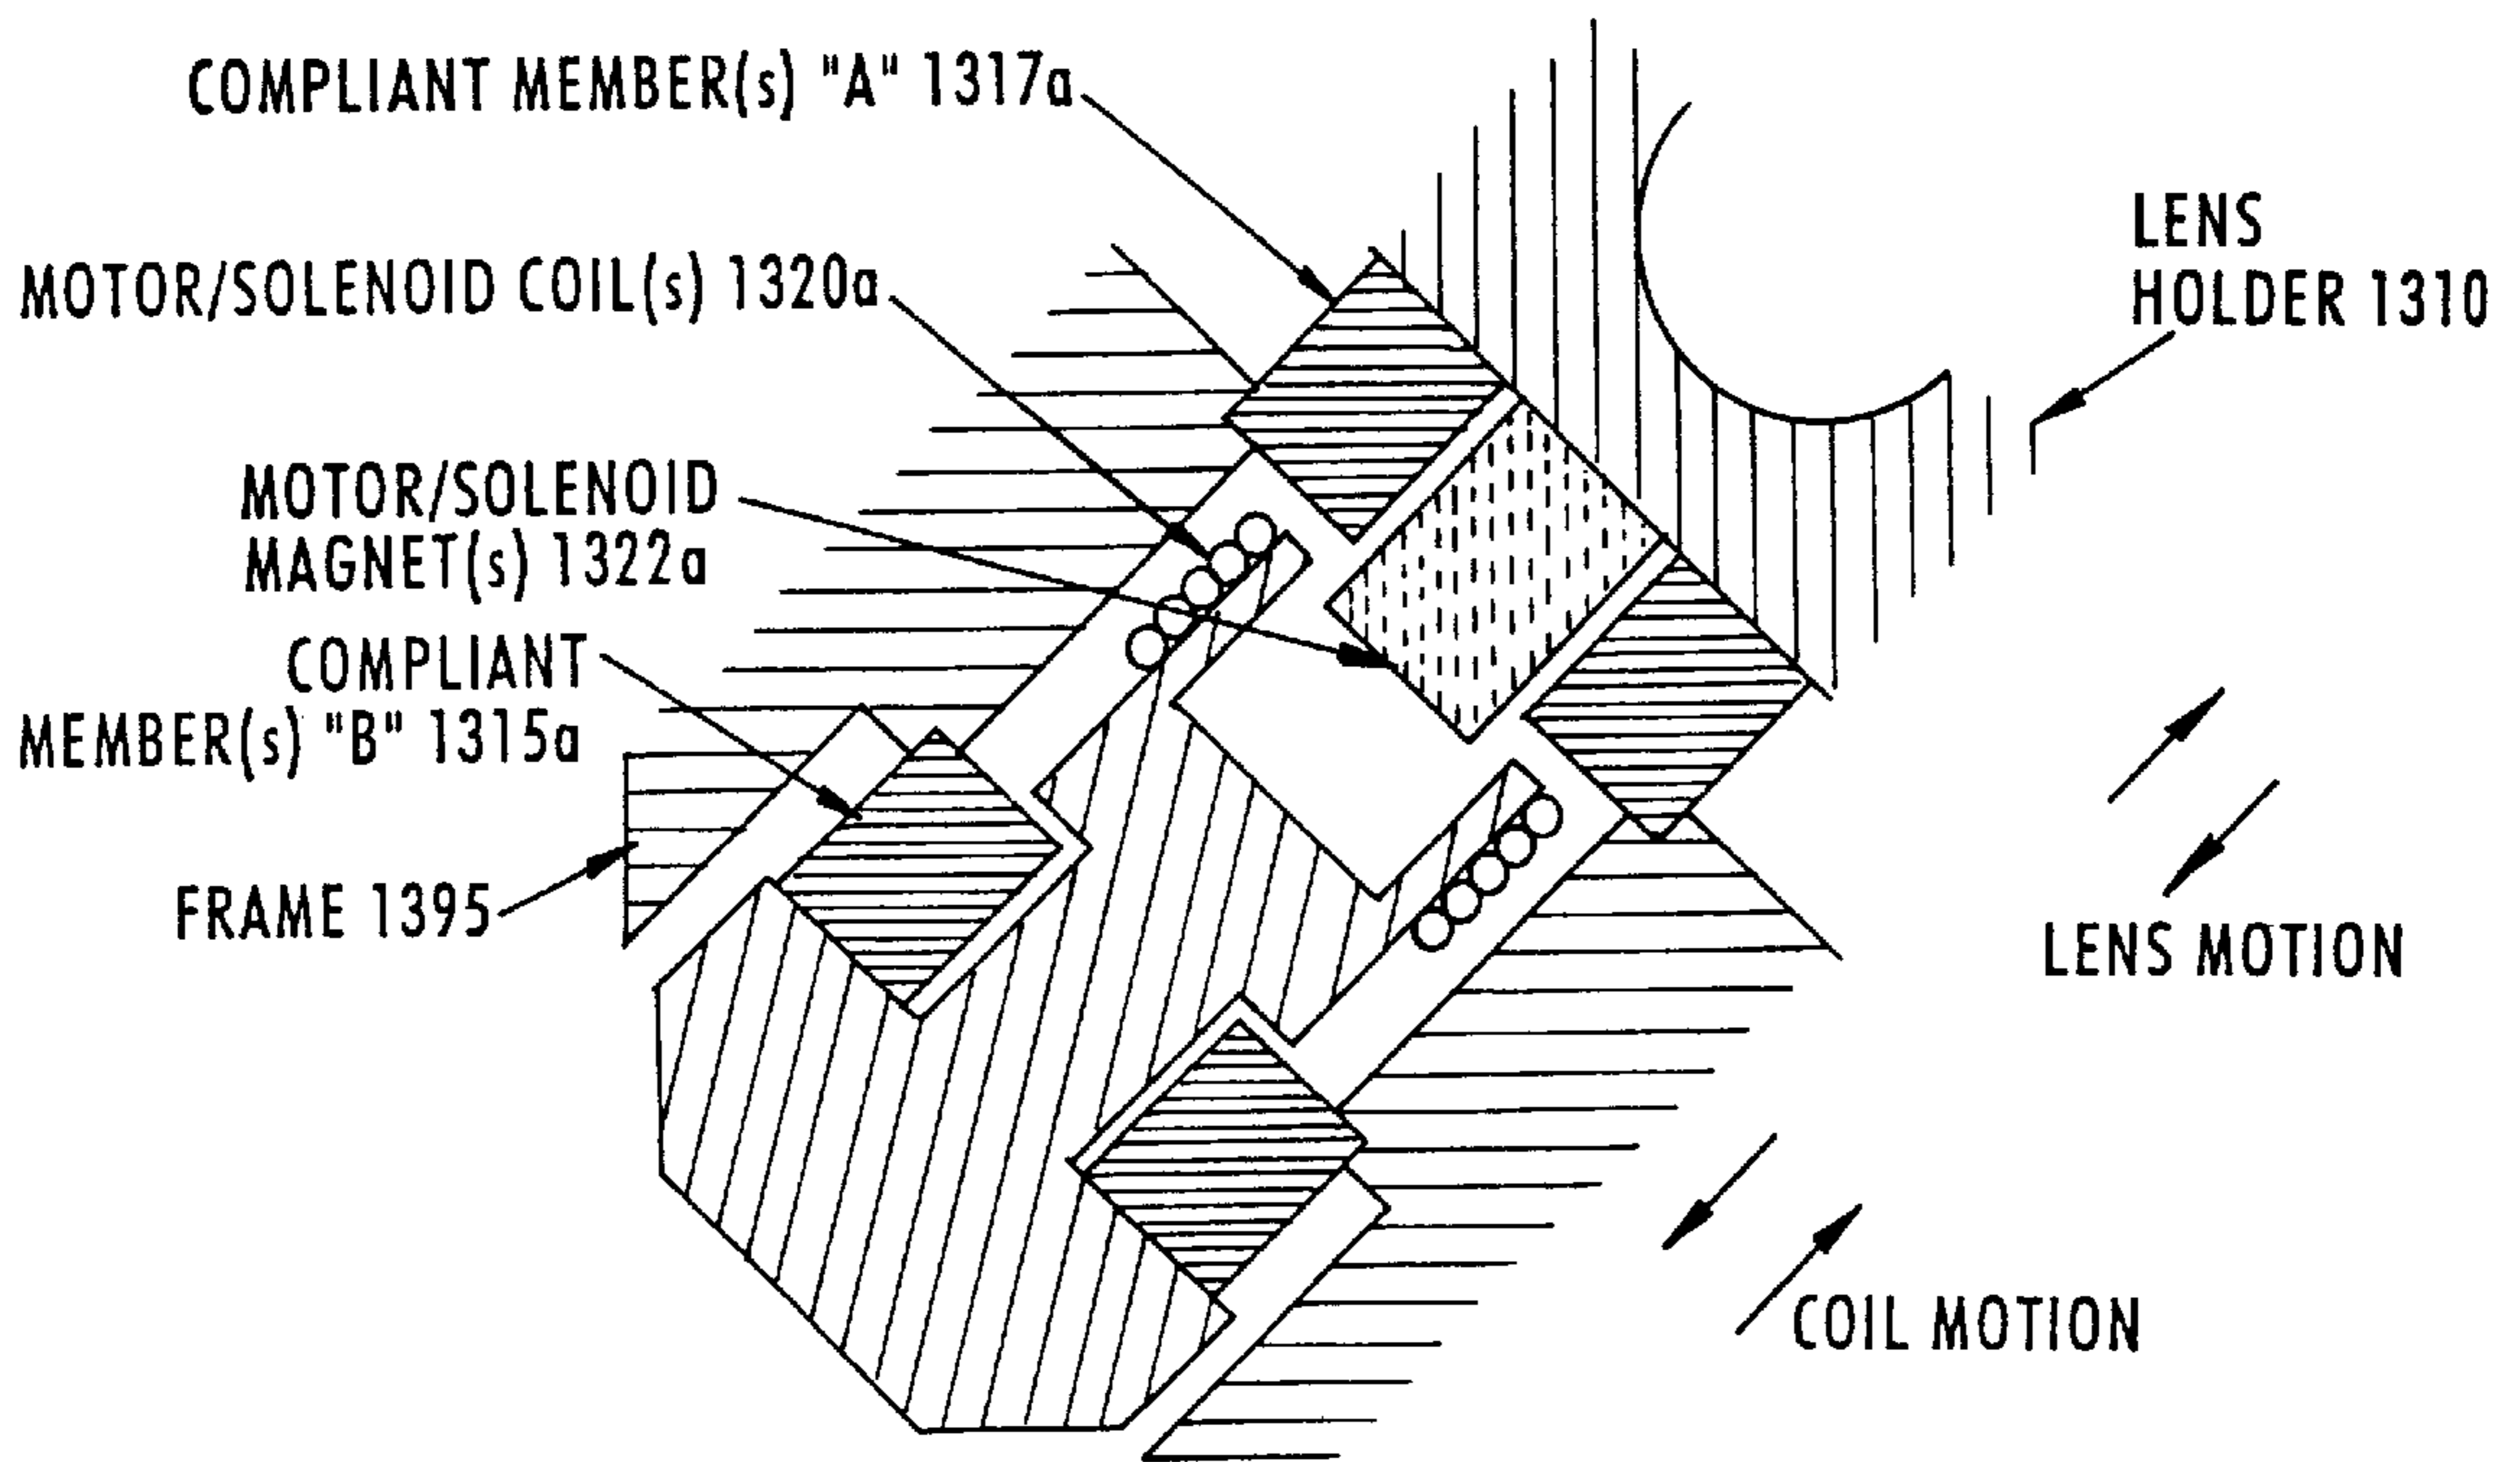 COMPLIANT MEMBER(s) "A" 1317a
MOTOR/SOLENOID COIL(s) 1320a
LENS
HOLDER 1310
MOTOR/SOLENOID
MAGNET(s) 1322a
COMPLIANT
MEMBER(s) "B" 1315a
FRAME 1395
LENS MOTION
COIL MOTION